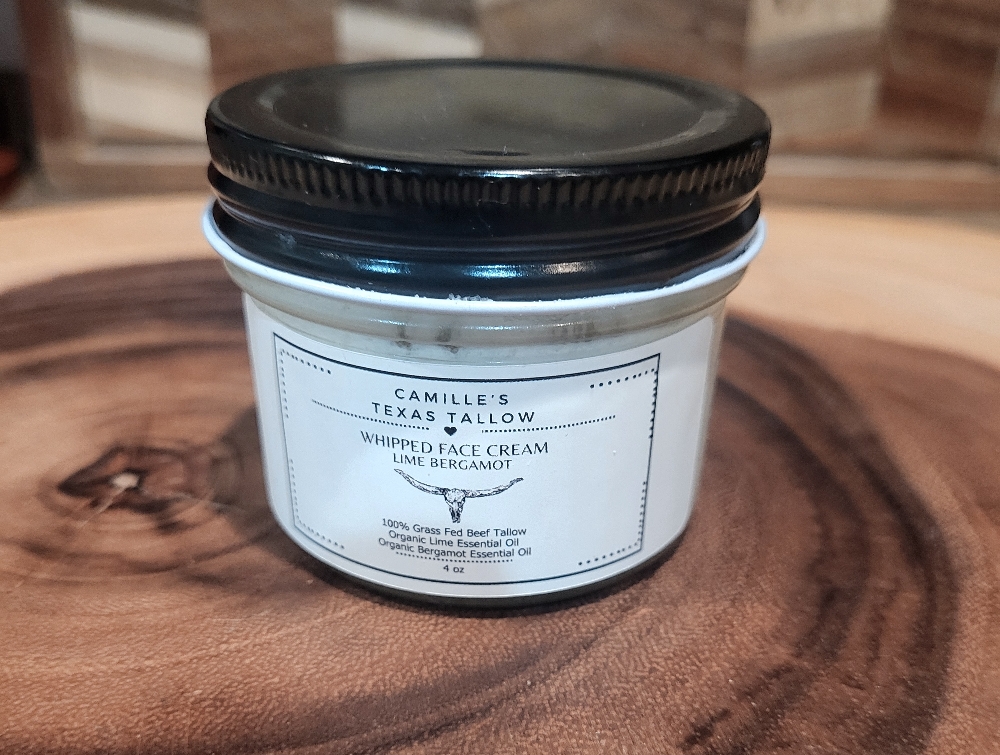 CAMILLE'S
TEXAS TALLOW
WHIPPED FACE CREAM
LIME BERGAMOT
100% Grass Fed Beef Tallow
Organic Lime Essential Oil
Organic Bergamot Essential Oil
4 oz